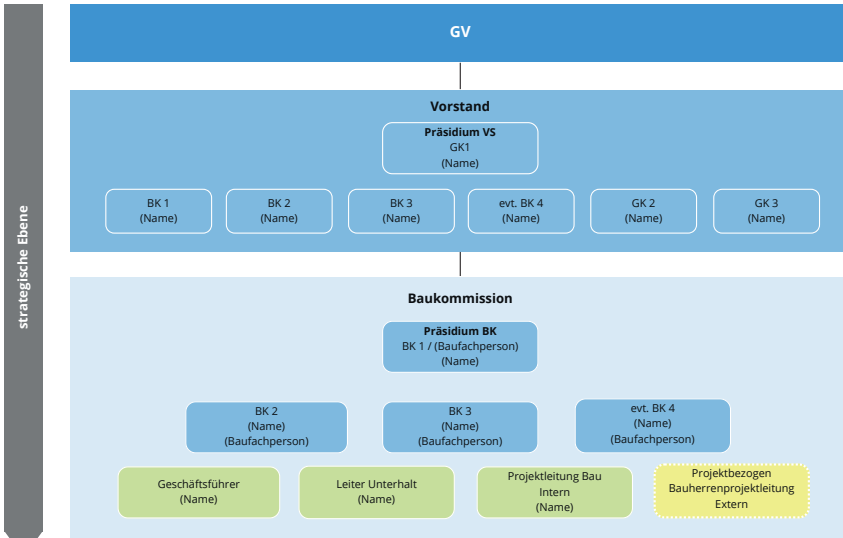 strategische Ebene
GV
Vorstand
Präsidium VS
GK1
(Name)
BK 1
(Name)
BK 2
(Name)
BK 3
(Name)
evt. BK 4
(Name)
GK 2
(Name)
GK 3
(Name)
Baukommission
Präsidium BK
BK 1 / (Baufachperson)
(Name)
BK 2
(Name)
(Baufachperson)
BK 3
(Name)
(Baufachperson)
evt. BK 4
(Name)
(Baufachperson)
Geschäftsführer
(Name)
Leiter Unterhalt
(Name)
Projektleitung Bau
Intern
(Name)
Projektbezogen
Bauherrenprojektleitung
Extern